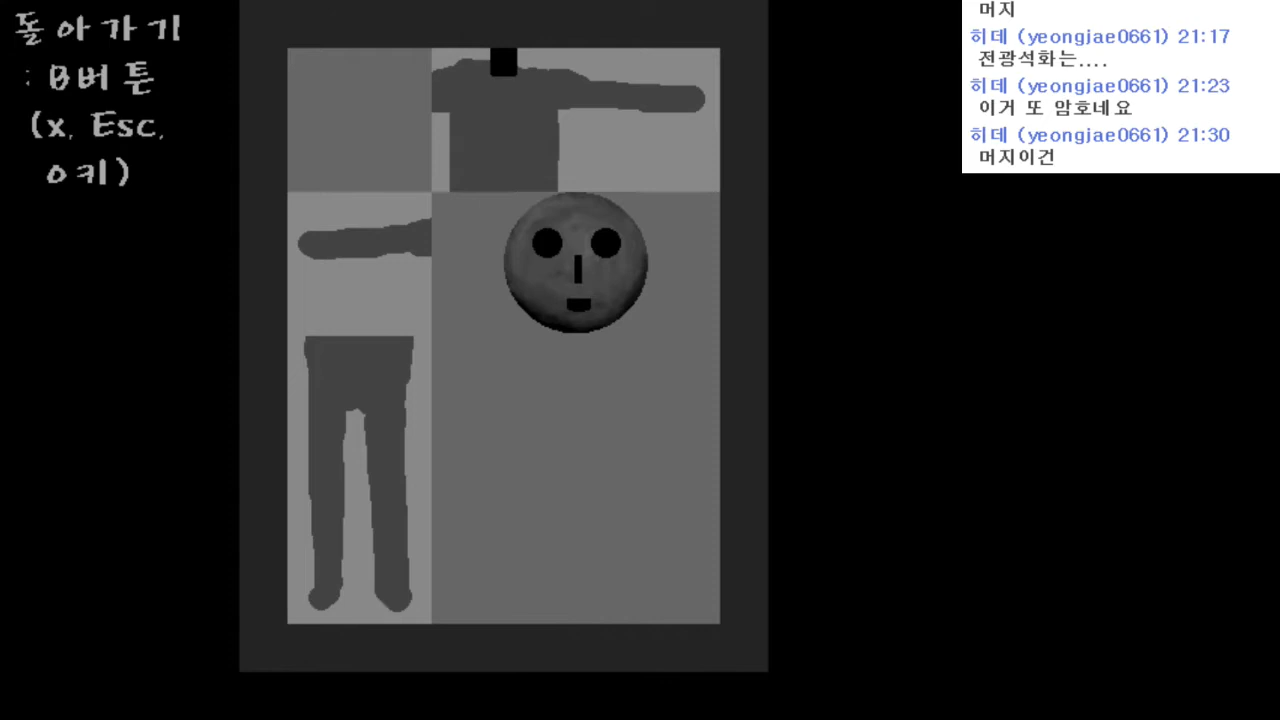 돌아가기
: B버튼
(x, Esc,
0키)
머지
히데 (yeongjae0661) 21:17
전광석화는....
히데 (yeongjae0661) 21:23
이거 또 암호네요
히데 (yeongjae0661) 21:30
머지이건